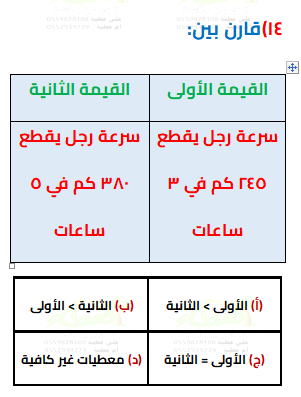 ١٤)قارن بين:
القيمة الأولى
القيمة الثانية
سرعة رجل يقطع
٢٤٥ كم في ٣
ساعات
سرعة رجل يقطع
٣٨٠ كم في ٥
ساعات
(أ) الأولى > الثانية
(ب) الثانية > الأولى
(ج) الأولى = الثانية
(د) معطيات غير كافية